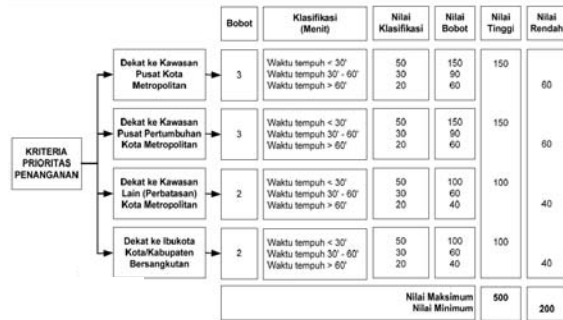 Bobot
Klasifikasi
(Menit)
Nilai
Klasifikasi
Nilai
Bobot
Nilai
Tinggi
Nilai
Rendah
KRITERIA
PRIORITAS
PENANGANAN
Dekat ke Kawasan
Pusat Kota
Metropolitan
3
Waktu tempuh < 30' 50 150 150
Waktu tempuh 30' - 60' 30 90
Waktu tempuh > 60' 20 60 60
Dekat ke Kawasan
Pusat Pertumbuhan
Kota Metropolitan
3
Waktu tempuh < 30' 50 150 150
Waktu tempuh 30' - 60' 30 90
Waktu tempuh > 60' 20 60 60
Dekat ke Kawasan
Lain (Perbatasan)
Kota Metropolitan
2
Waktu tempuh < 30' 50 100 100
Waktu tempuh 30' - 60' 30 60
Waktu tempuh > 60' 20 40 40
Dekat ke Ibukota
Kota/Kabupaten
Bersangkutan
2
Waktu tempuh < 30' 50 100 100
Waktu tempuh 30' - 60' 30 60
Waktu tempuh > 60' 20 40 40
Nilai Maksimum 500
Nilai Minimum 200